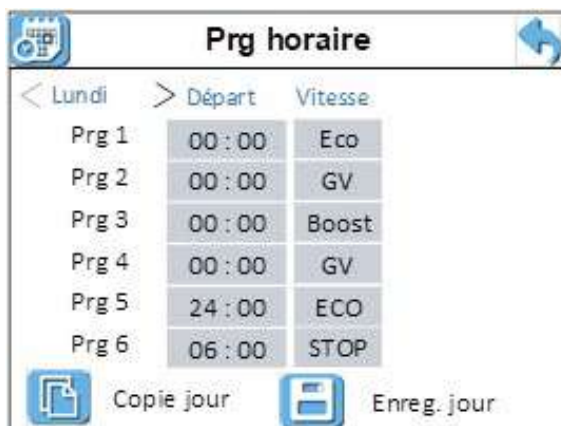 Prg horaire
< Lundi > Départ Vitesse
Prg 1 00 : 00 Eco
Prg 2 00 : 00 GV
Prg 3 00 : 00 Boost
Prg 4 00 : 00 GV
Prg 5 24 : 00 ECO
Prg 6 06 : 00 STOP
Copie jour Enreg. jour